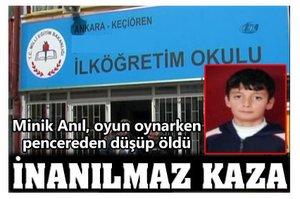 ANKARA - KEÇİÖREN
İLKÖĞRETİM OKULU
Minik Anıl, oyun oynarken
pencereden düşüp öldü
İNANILMAZ KAZA